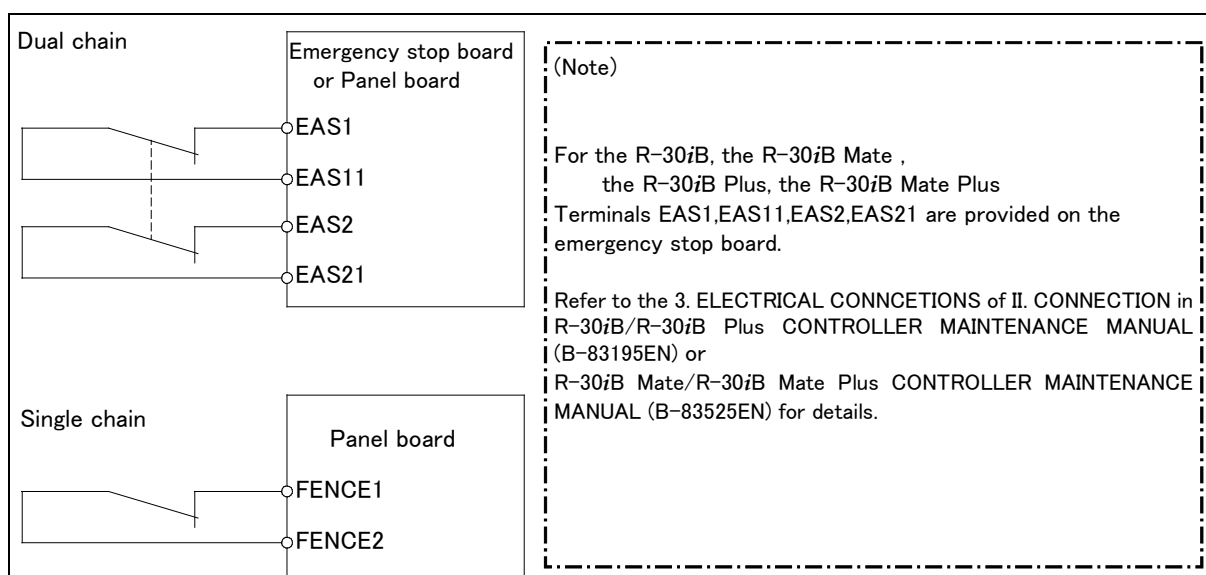 Dual chain
Emergency stop board
or Panel board
EAS1
EAS11
EAS2
EAS21
Single chain
Panel board
FENCE1
FENCE2
(Note)
For the R-30iB, the R-30iB Mate ,
the R-30iB Plus, the R-30iB Mate Plus
Terminals EAS1,EAS11,EAS2,EAS21 are provided on the
emergency stop board.
Refer to the 3. ELECTRICAL CONNCETIONS of II. CONNECTION in
R-30iB/R-30iB Plus CONTROLLER MAINTENANCE MANUAL
(B-83195EN) or
R-30iB Mate/R-30iB Mate Plus CONTROLLER MAINTENANCE
MANUAL (B-83525EN) for details.